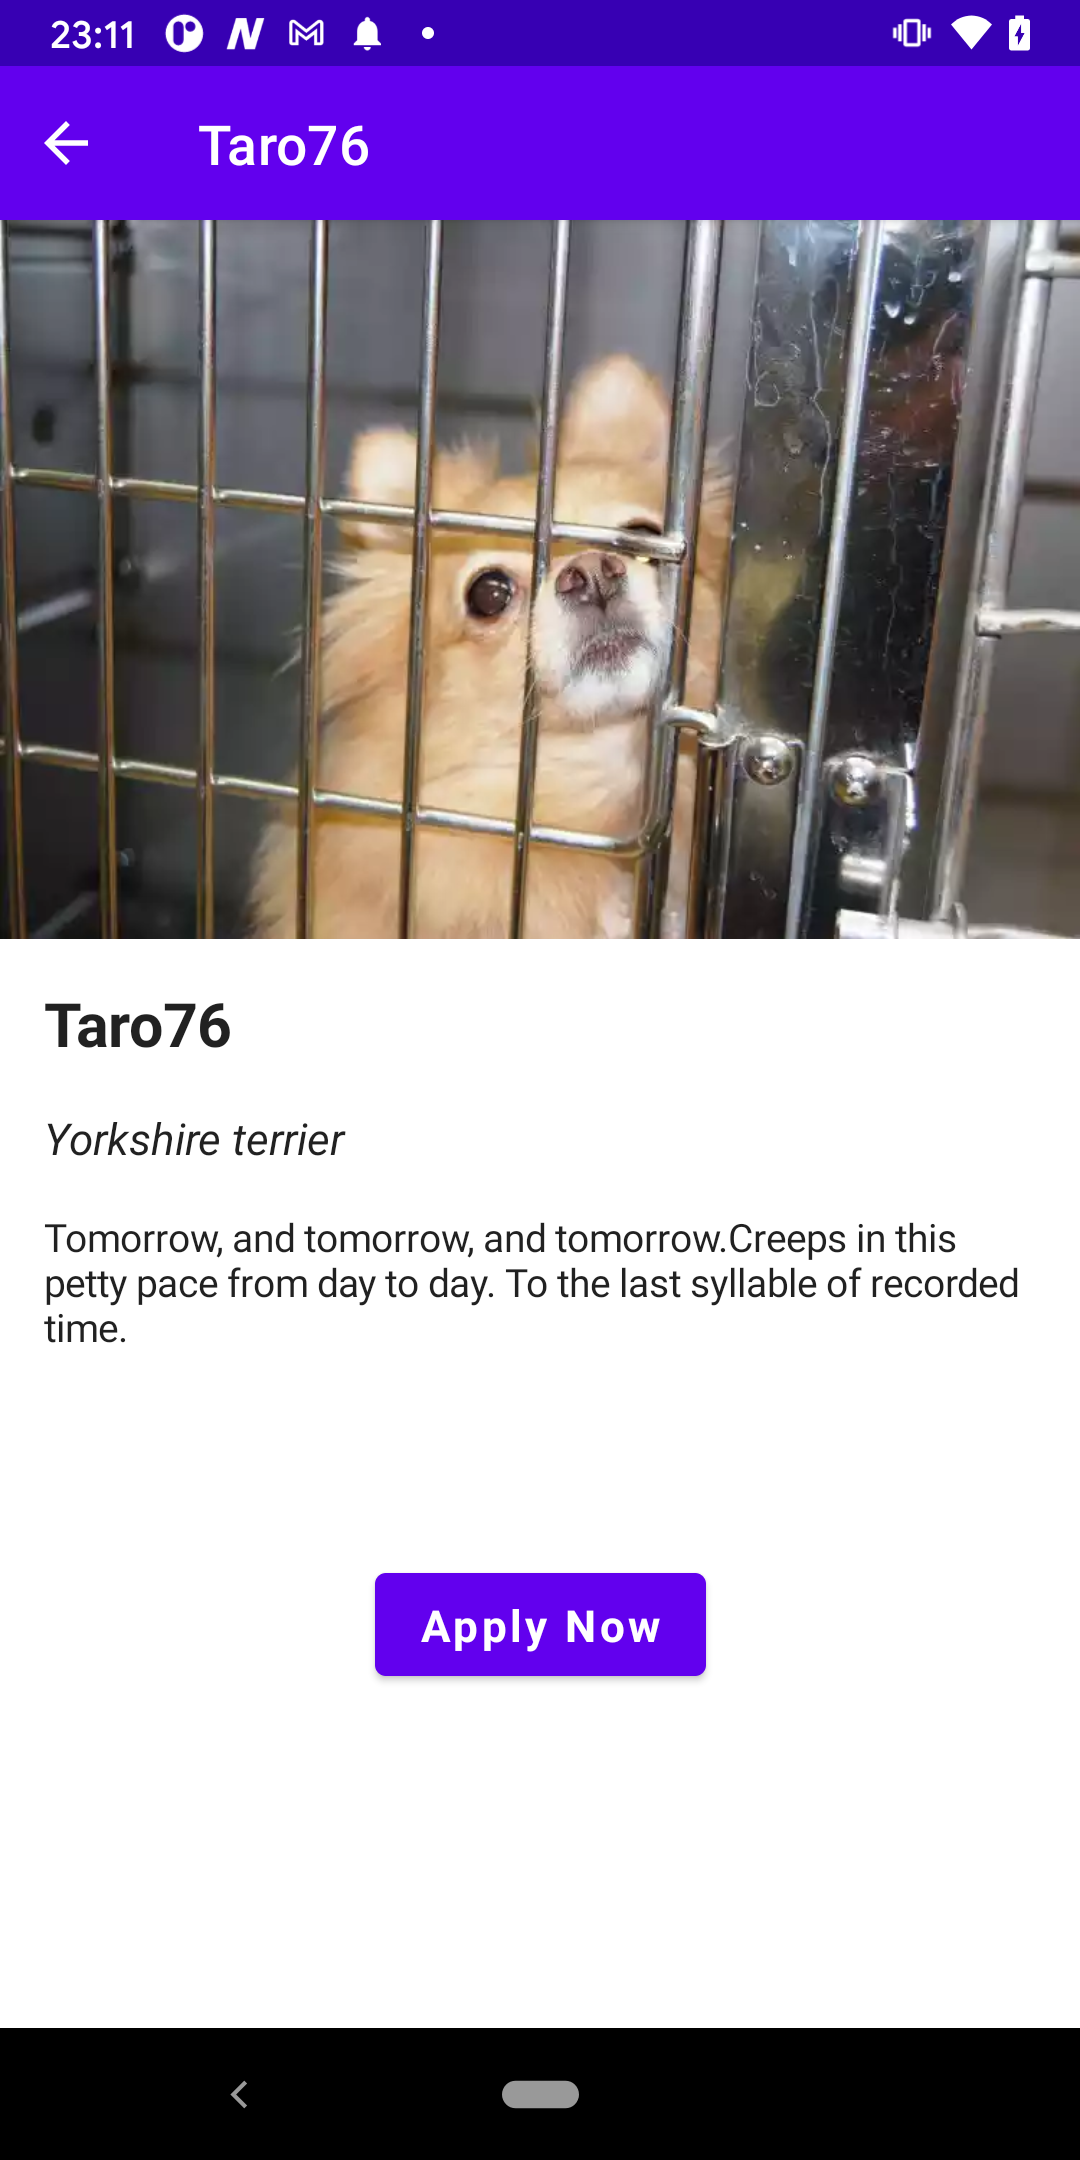 23:11
Taro76
Taro76
Yorkshire terrier
Tomorrow, and tomorrow, and tomorrow.Creeps in this
petty pace from day to day. To the last syllable of recorded
time.
Apply Now